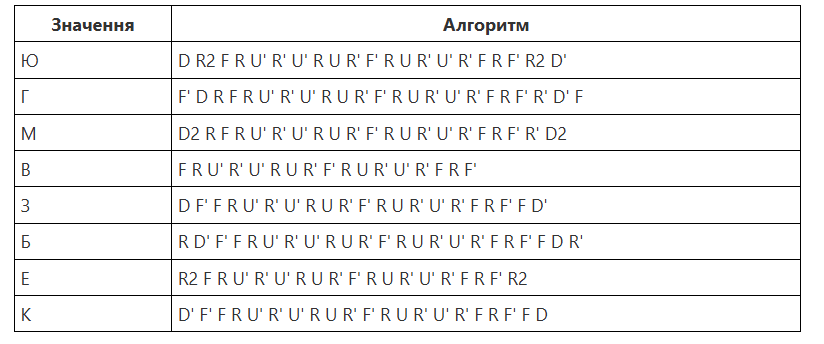 Значення Алгоритм
Ю D R2 F R U' R' U' R U R' F' R U R' U' R' F R F' R2 D'
Г F' D R F R U' R' U' R U R' F' R U R' U' R' F R F' R' D' F
М D2 R F R U' R' U' R U R' F' R U R' U' R' F R F' R' D2
В F R U' R' U' R U R' F' R U R' U' R' F R F'
З D F' F R U' R' U' R U R' F' R U R' U' R' F R F' F D'
Б R D' F' F R U' R' U' R U R' F' R U R' U' R' F R F' F D R'
Е R2 F R U' R' U' R U R' F' R U R' U' R' F R F' R2
К D' F' F R U' R' U' R U R' F' R U R' U' R' F R F' F D